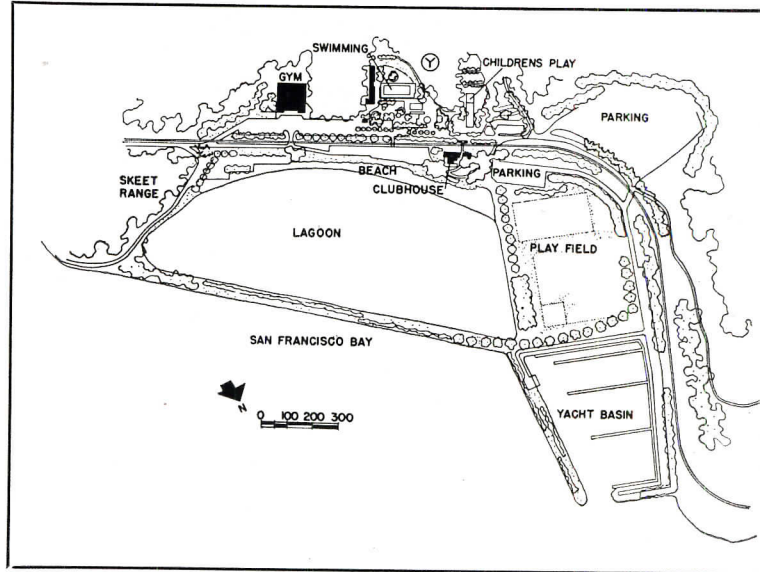 SWIMMING
Y
GYM
CHILDRENS PLAY
PARKING
SKEET
RANGE
BEACH
CLUBHOUSE
PARKING
LAGOON
PLAY FIELD
SAN FRANCISCO BAY
N
0 100 200 300
YACHT BASIN